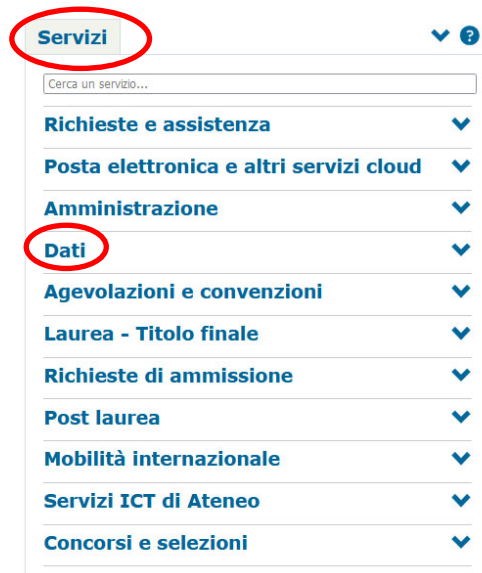 Servizi
Cerca un servizio...
Richieste e assistenza
Posta elettronica e altri servizi cloud
Amministrazione
Dati
Agevolazioni e convenzioni
Laurea - Titolo finale
Richieste di ammissione
Post laurea
Mobilità internazionale
Servizi ICT di Ateneo
Concorsi e selezioni